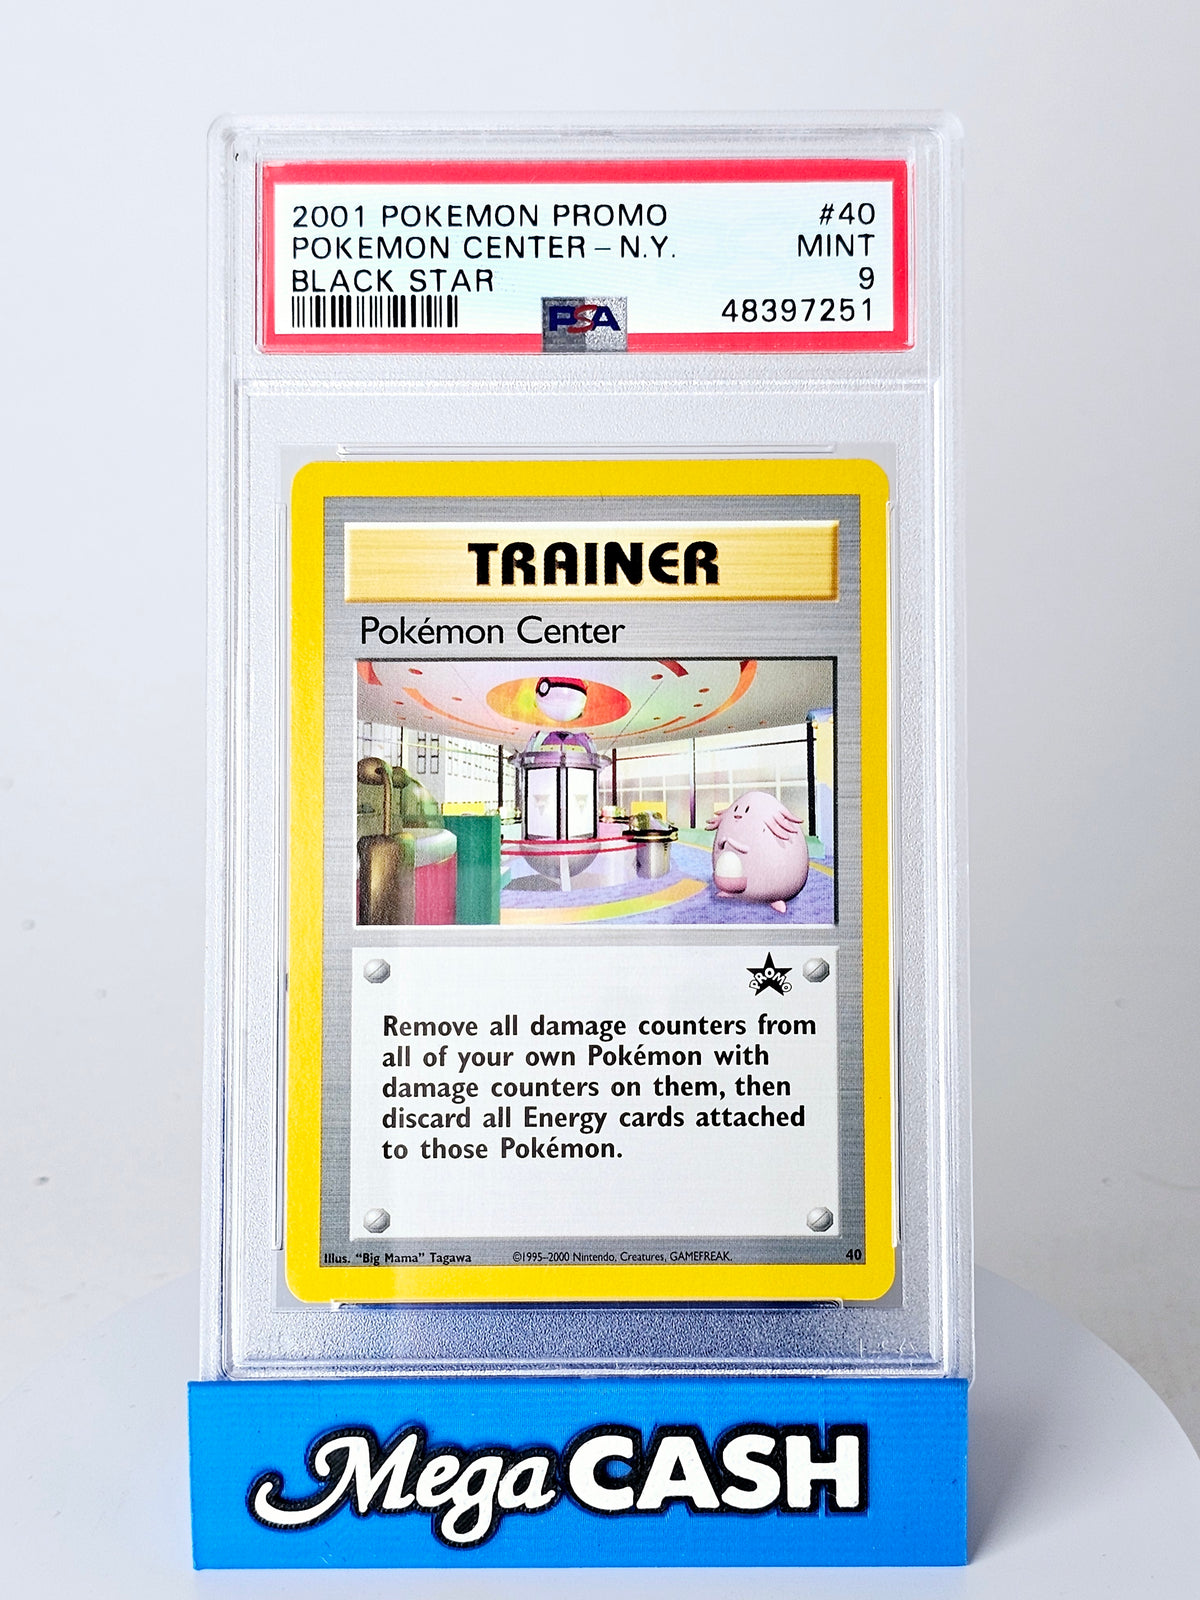 2001 POKEMON PROMO #40
POKEMON CENTER – N.Y. MINT
BLACK STAR 9
PSA 48397251
TRAINER
Pokémon Center
PROMO
Remove all damage counters from
all of your own Pokémon with
damage counters on them, then
discard all Energy cards attached
to those Pokémon.
Illus. “Big Mama” Tagawa ©1995–2000 Nintendo, Creatures, GAMEFREAK. 40
Mega CASH